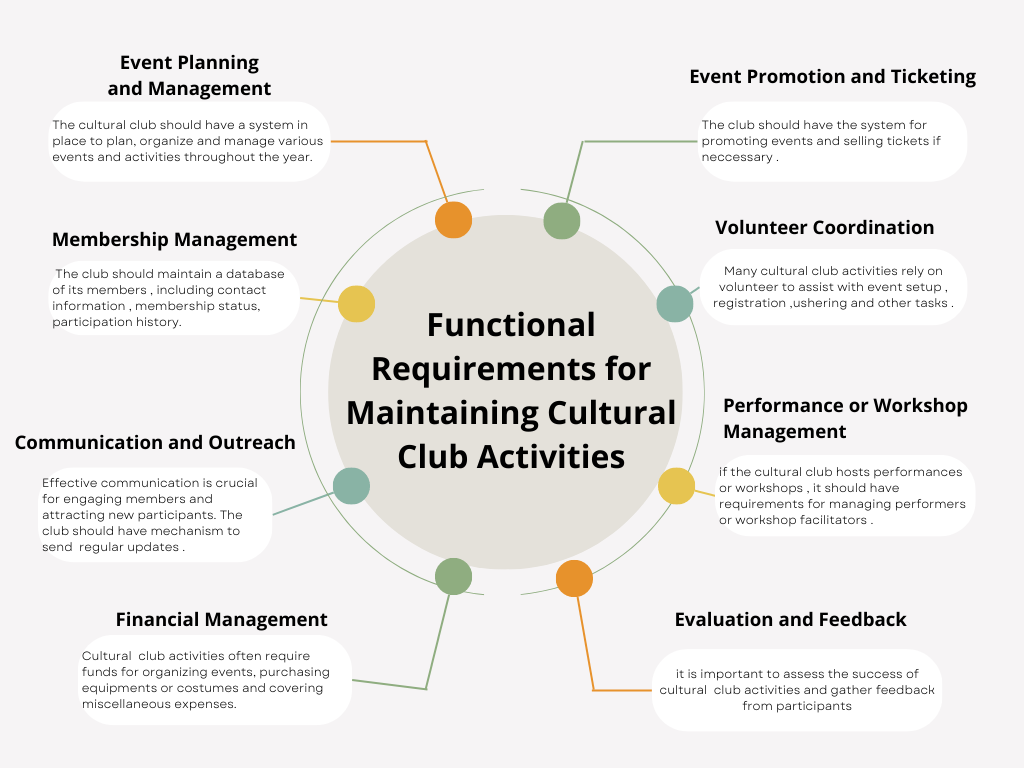 Event Planning
and Management
The cultural club should have a system in
place to plan, organize and manage various
events and activities throughout the year.
Membership Management
The club should maintain a database
of its members , including contact
information , membership status,
participation history.
Communication and Outreach
Effective communication is crucial
for engaging members and
attracting new participants. The
club should have mechanism to
send  regular updates .
Financial Management
Cultural  club activities often require
funds for organizing events, purchasing
equipments or costumes and covering
miscellaneous expenses.
Functional
Requirements for
Maintaining Cultural
Club Activities
Event Promotion and Ticketing
The club should have the system for
promoting events and selling tickets if
neccessary .
Volunteer Coordination
Many cultural club activities rely on
volunteer to assist with event setup ,
registration ,ushering and other tasks .
Performance or Workshop
Management
if the cultural club hosts performances
or workshops , it should have
requirements for managing performers
or workshop facilitators .
Evaluation and Feedback
it is important to assess the success of
cultural  club activities and gather feedback
from participants